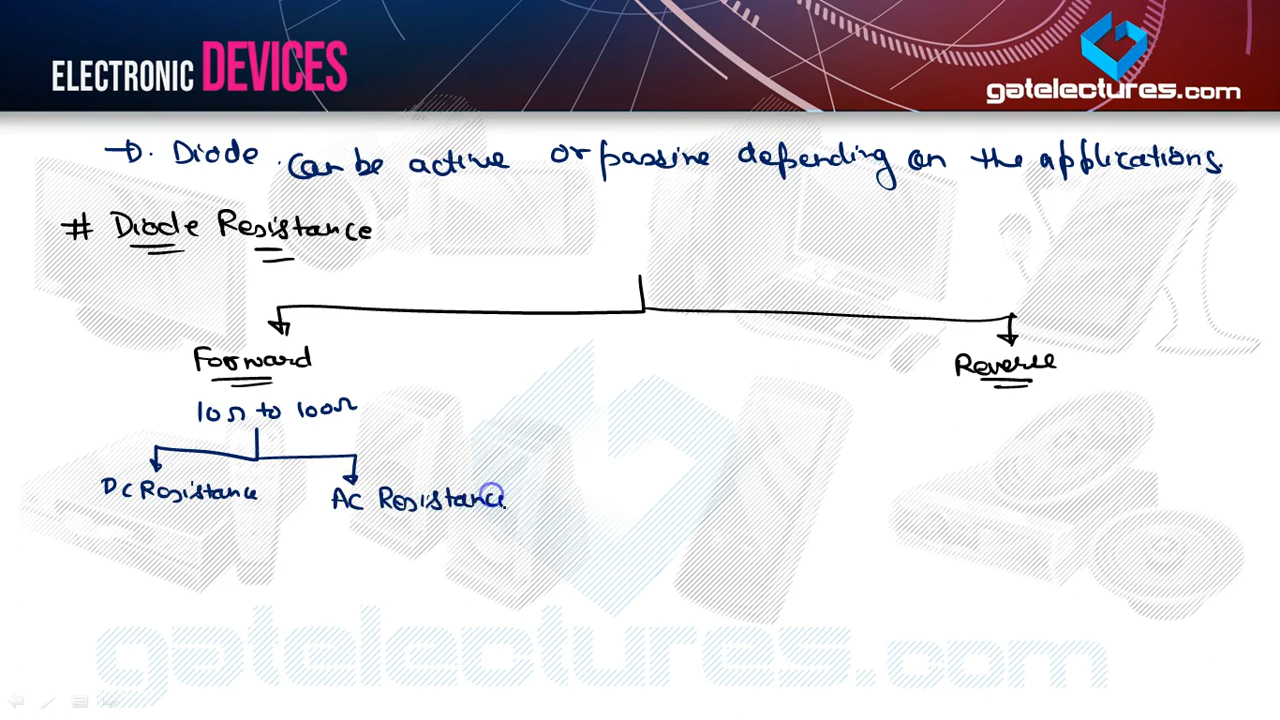 ELECTRONIC DEVICES
gatelectures.com
→ D. Diode can be active or passive depending on the applications.
# Diode Resistance
Forward
Reverse
10Ω to 100Ω
DC Resistance
AC Resistance
gatelectures.com